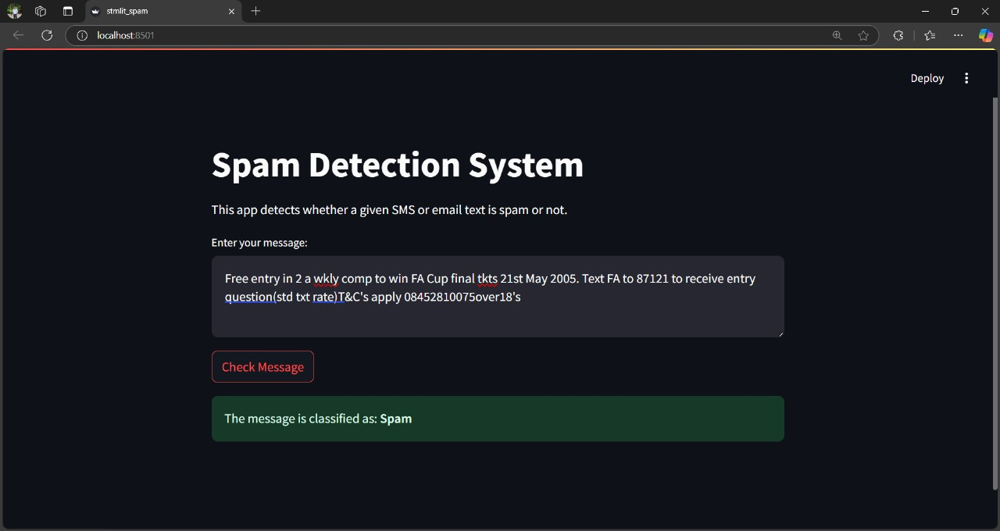 stmlit_spam
localhost:8501
Deploy
Spam Detection System
This app detects whether a given SMS or email text is spam or not.
Enter your message:
Free entry in 2 a wkly comp to win FA Cup final tkts 21st May 2005. Text FA to 87121 to receive entry
question(std txt rate)T&C's apply 08452810075over18's
Check Message
The message is classified as: Spam